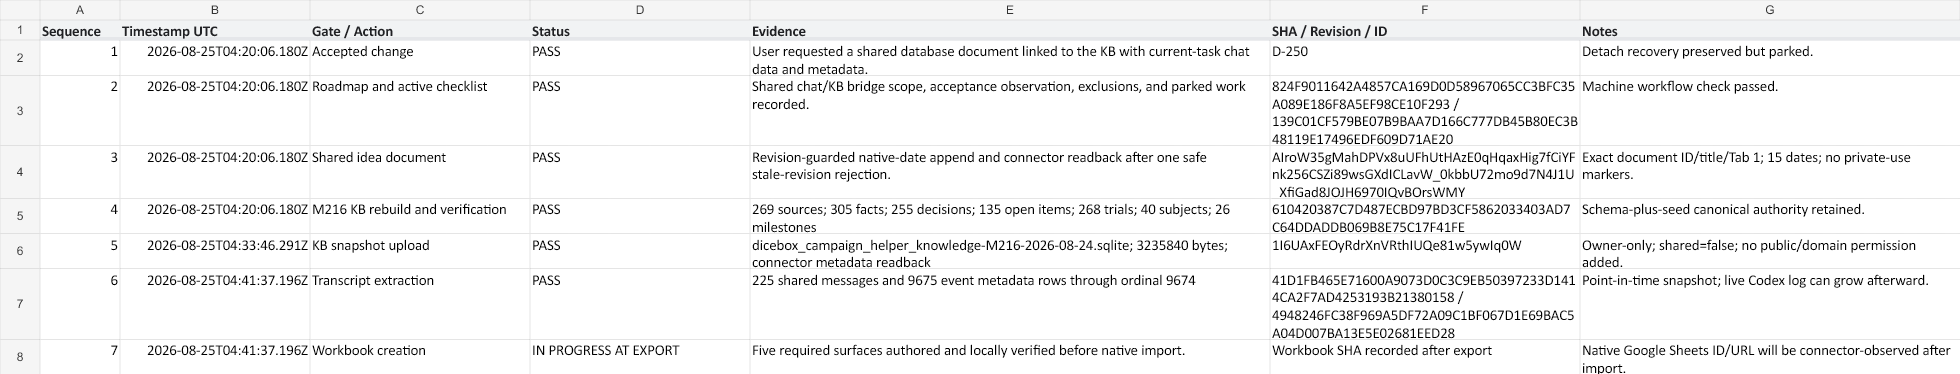 A B C D E F G
1 Sequence Timestamp UTC Gate / Action Status Evidence SHA / Revision / ID Notes
2 1 2026-08-25T04:20:06.180Z Accepted change PASS User requested a shared database document linked to the KB with current-task chat D-250 Detach recovery preserved but parked.
data and metadata.
3 2 2026-08-25T04:20:06.180Z Roadmap and active checklist PASS Shared chat/KB bridge scope, acceptance observation, exclusions, and parked work 824F9011642A4857CA169D0D58967065CC3BFC35 Machine workflow check passed.
recorded. A089E186F8A5EF98CE10F293 /
139C01CF579BE07B9BAA7D166C777DB45B80EC3B
48119E17496EDF609D71AE20
4 3 2026-08-25T04:20:06.180Z Shared idea document PASS Revision-guarded native-date append and connector readback after one safe AIroW35gMahDPVx8uUFhUtHAzE0qHqaxHig7fCiYF Exact document ID/title/Tab 1; 15 dates; no private-use
stale-revision rejection. nk256CSZi89wsGXdICLavW_0kbbU72mo9d7N4J1U markers.
_XfiGad8JOJH6970IQvBOrsWMY
5 4 2026-08-25T04:20:06.180Z M216 KB rebuild and verification PASS 269 sources; 305 facts; 255 decisions; 135 open items; 268 trials; 40 subjects; 26 610420387C7D487ECBD97BD3CF5862033403AD7 Schema-plus-seed canonical authority retained.
milestones C64DDADDB069B8E75C17F41FE
6 5 2026-08-25T04:33:46.291Z KB snapshot upload PASS dicebox_campaign_helper_knowledge-M216-2026-08-24.sqlite; 3235840 bytes; 1I6UAxFEOyRdrXnVRthIUQe81w5ywIq0W Owner-only; shared=false; no public/domain permission
connector metadata readback added.
7 6 2026-08-25T04:41:37.196Z Transcript extraction PASS 225 shared messages and 9675 event metadata rows through ordinal 9674 41D1FB465E71600A9073D0C3C9EB50397233D141 Point-in-time snapshot; live Codex log can grow afterward.
4CA2F7AD4253193B21380158 /
4948246FC38F969A5DF72A09C1BF067D1E69BAC5
A04D007BA13E5E02681EED28
8 7 2026-08-25T04:41:37.196Z Workbook creation IN PROGRESS AT EXPORT Five required surfaces authored and locally verified before native import. Workbook SHA recorded after export Native Google Sheets ID/URL will be connector-observed after
import.